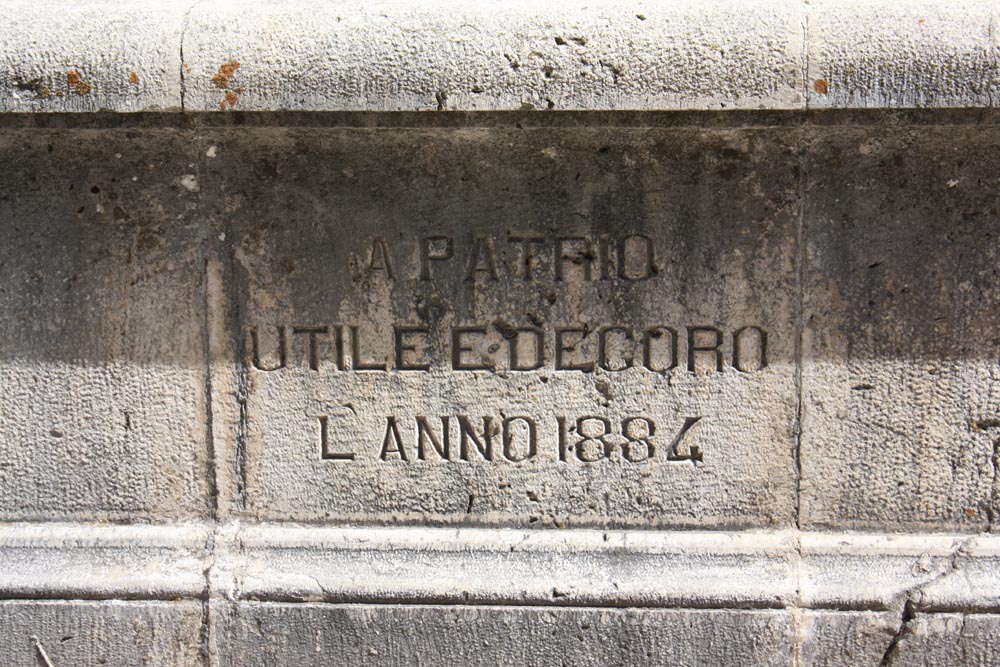 A PATRIO
UTILE E·DECORO
L' ANNO 1884